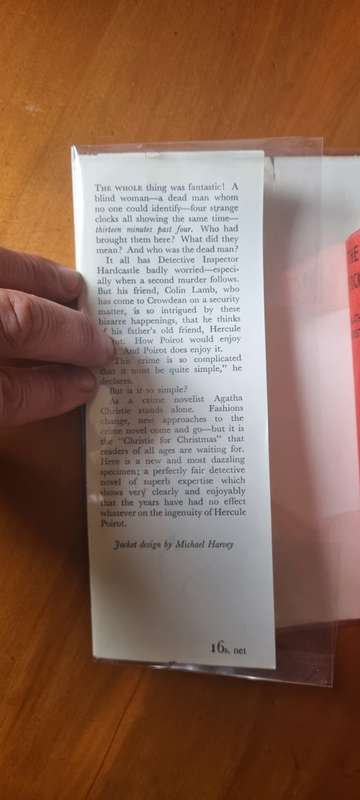 THE WHOLE thing was fantastic! A
blind woman—a dead man whom
no one could identify—four strange
clocks all showing the same time—
thirteen minutes past four. Who had
brought them here? What did they
mean? And who was the dead man?
It all has Detective Inspector
Hardcastle badly worried—especi-
ally when a second murder follows.
But his friend, Colin Lamb, who
has come to Crowdean on a security
matter, is so intrigued by these
bizarre happenings, that he thinks
of his father's old friend, Hercule
How Poirot would enjoy
And Poirot does enjoy it.
"This crime is so complicated
that it must be quite simple," he
declares.
But is it so simple?
As a crime novelist Agatha
Christie stands alone. Fashions
change, new approaches to the
crime novel come and go—but it is
the "Christie for Christmas" that
readers of all ages are waiting for.
Here is a new and most dazzling
specimen; a perfectly fair detective
novel of superb expertise which
shows very clearly and enjoyably
that the years have had no effect
whatever on the ingenuity of Hercule
Poirot.
Jacket design by Michael Harvey
16s. net
THE